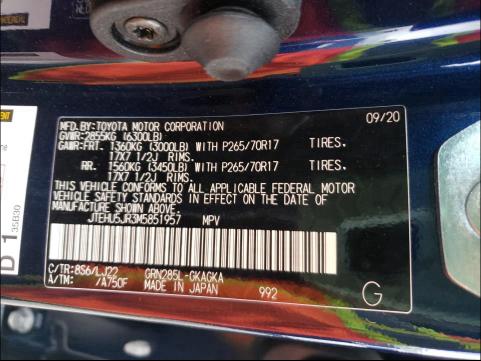 MFD.BY:TOYOTA MOTOR CORPORATION 09/20
GVWR:2855KG (6300LB)
GAWR:FRT. 1360KG (3000LB) WITH P265/70R17 TIRES.
17X7 1/2J RIMS.
RR. 1560KG (3450LB) WITH P265/70R17 TIRES.
17X7 1/2J RIMS.
THIS VEHICLE CONFORMS TO ALL APPLICABLE FEDERAL MOTOR
VEHICLE SAFETY STANDARDS IN EFFECT ON THE DATE OF
MANUFACTURE SHOWN ABOVE.
JTEHU5JR3M5851957 MPV
C/TR:8S6/LJ22 GRN285L-GKAGKA
A/TM: /A750F MADE IN JAPAN 992 G
D 1 35B30